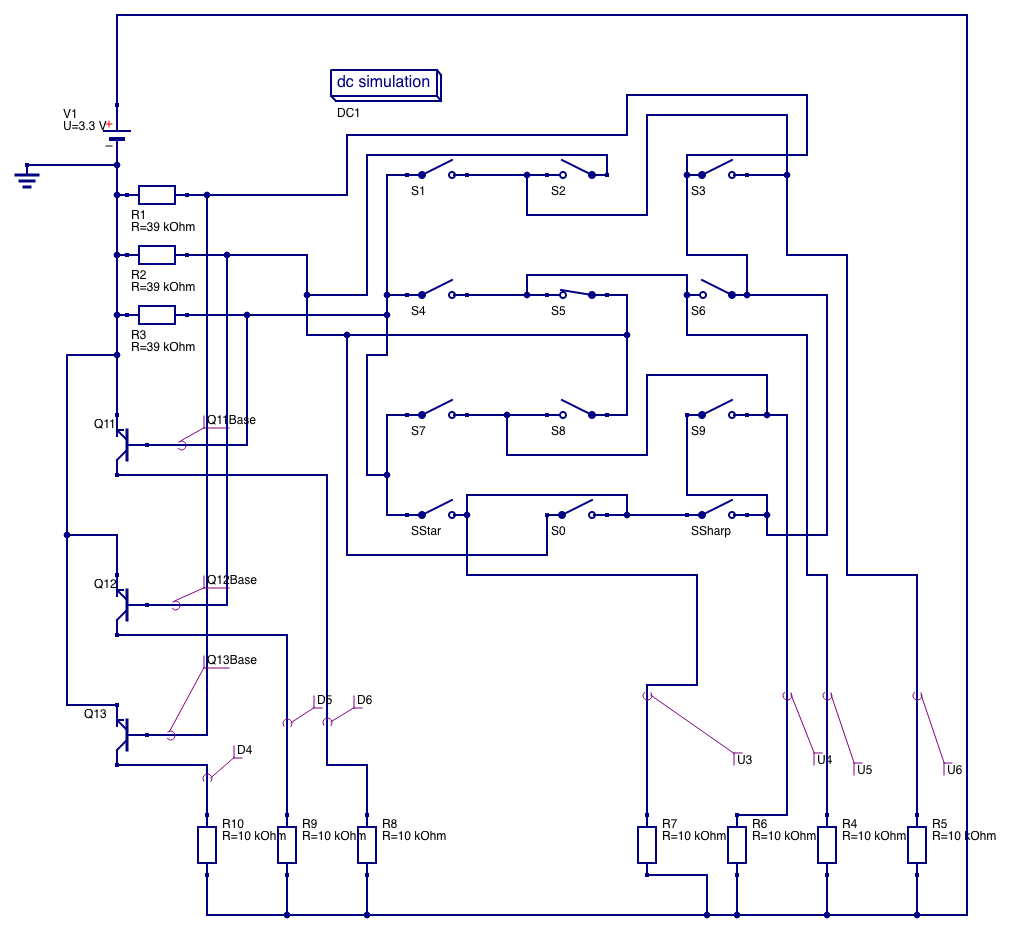 dc simulation
DC1
V1
U=3.3 V
+
−
R1
R=39 kOhm
R2
R=39 kOhm
R3
R=39 kOhm
S1
S2
S3
S4
S5
S6
S7
S8
S9
SStar
S0
SSharp
Q11
Q11Base
Q12
Q12Base
Q13Base
Q13
D5
D6
D4
U3
U4
U5
U6
R10
R=10 kOhm
R9
R=10 kOhm
R8
R=10 kOhm
R7
R=10 kOhm
R6
R=10 kOhm
R4
R=10 kOhm
R5
R=10 kOhm